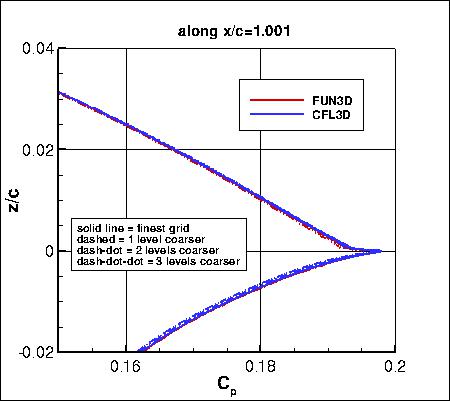 along x/c=1.001
0.04
FUN3D
CFL3D
0.02
z/c
solid line = finest grid
dashed = 1 level coarser
dash-dot = 2 levels coarser
dash-dot-dot = 3 levels coarser
0
-0.02
0.16
0.18
0.2
Cp